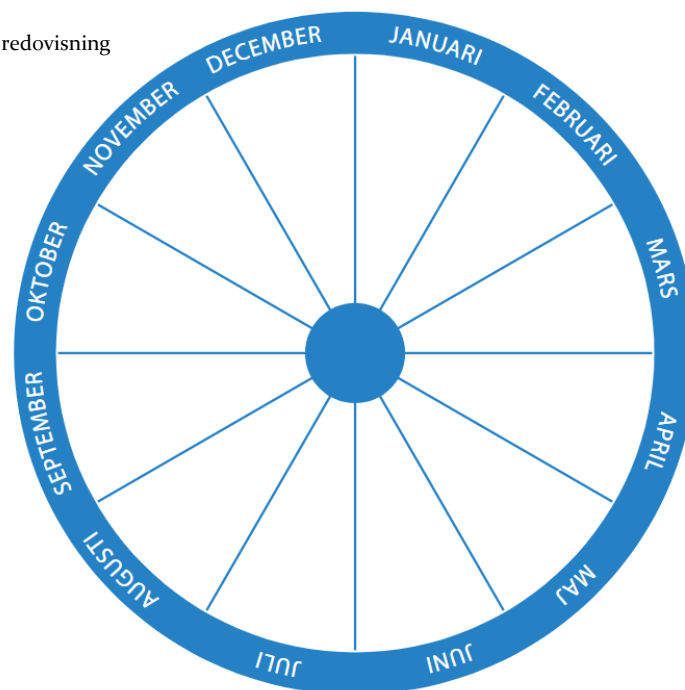 redovisning
JANUARI
FEBRUARI
MARS
APRIL
MAJ
JUNI
JULI
AUGUSTI
SEPTEMBER
OKTOBER
NOVEMBER
DECEMBER